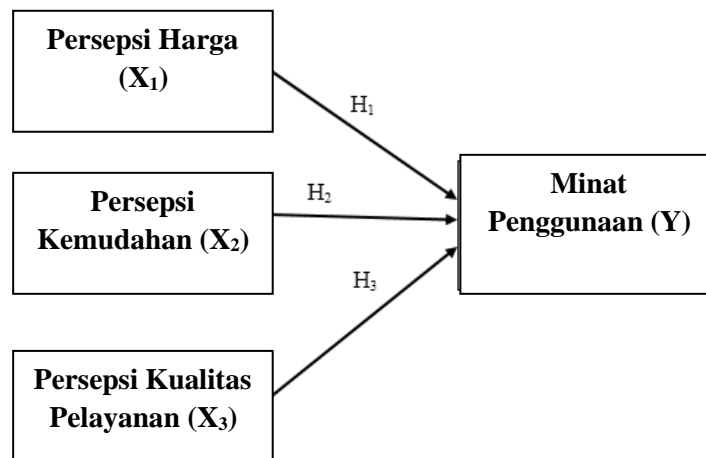 Persepsi Harga
(X₁)
H₁
Persepsi
Kemudahan (X₂)
H₂
Minat
Penggunaan (Y)
H₃
Persepsi Kualitas
Pelayanan (X₃)